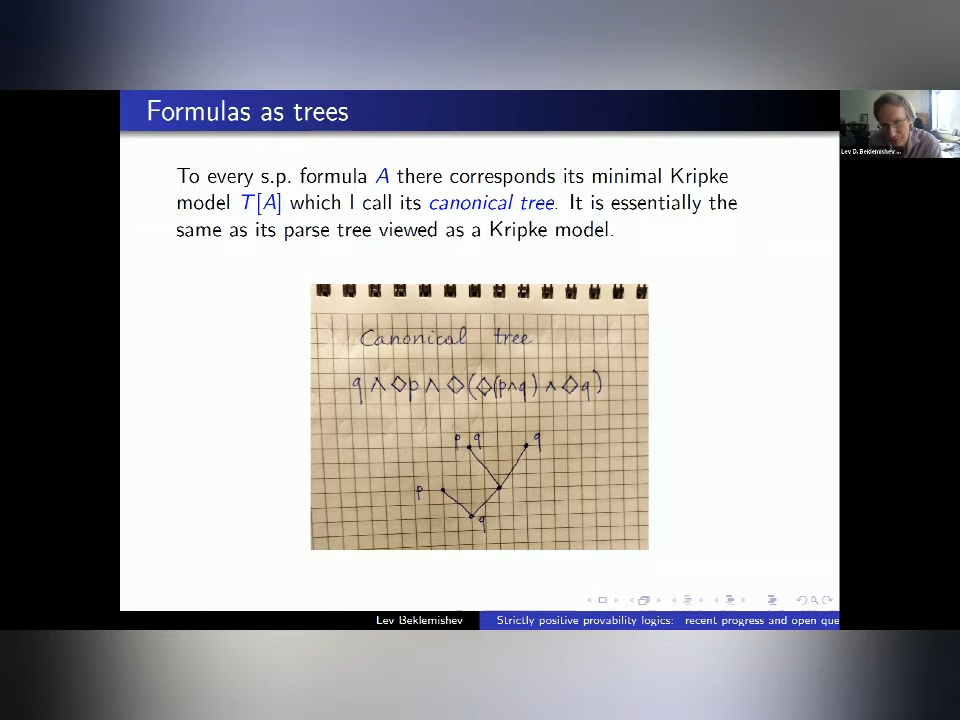 Formulas as trees
To every s.p. formula A there corresponds its minimal Kripke
model T[A] which I call its canonical tree. It is essentially the
same as its parse tree viewed as a Kripke model.
Canonical tree
q ∧ ◇p ∧ ◇(◇(p∧q) ∧ ◇q)
p q q
p
q
Lev D. Beklemishev ...
Lev Beklemishev Strictly positive provability logics: recent progress and open que